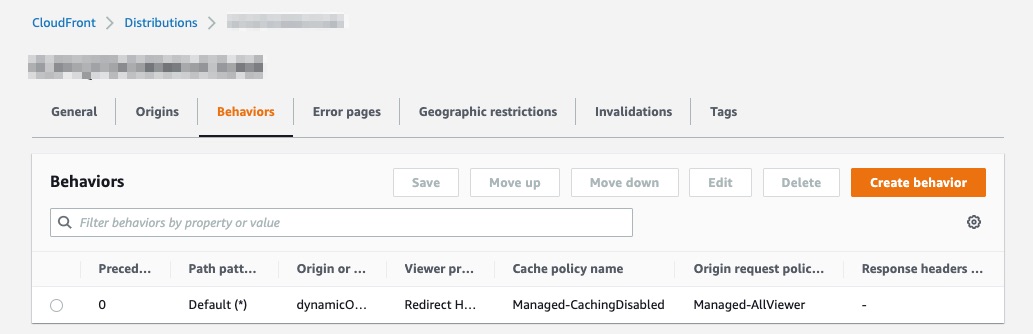 CloudFront Distributions
General Origins Behaviors Error pages Geographic restrictions Invalidations Tags
Behaviors Save Move up Move down Edit Delete Create behavior
Filter behaviors by property or value
Preced... Path patt... Origin or ... Viewer pr... Cache policy name Origin request polic... Response headers ...
0 Default (*) dynamicO... Redirect H... Managed-CachingDisabled Managed-AllViewer -